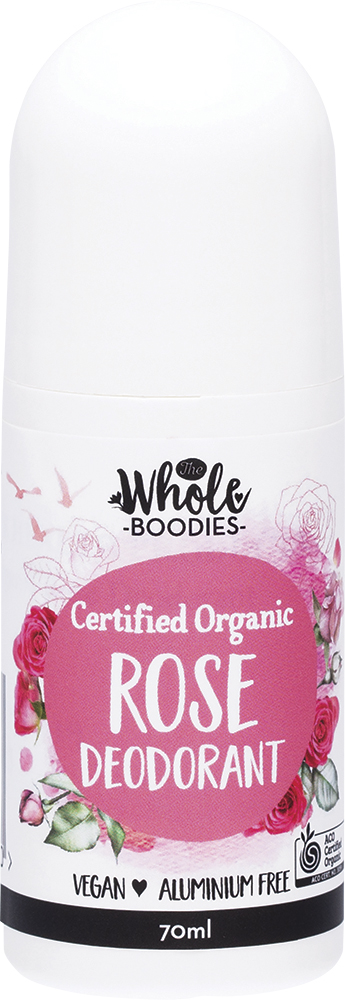 The
Whole
-BOODIES-
Certified Organic
ROSE
DEODORANT
ACO
Certified
Organic
VEGAN ♥ ALUMINIUM FREE
70ml